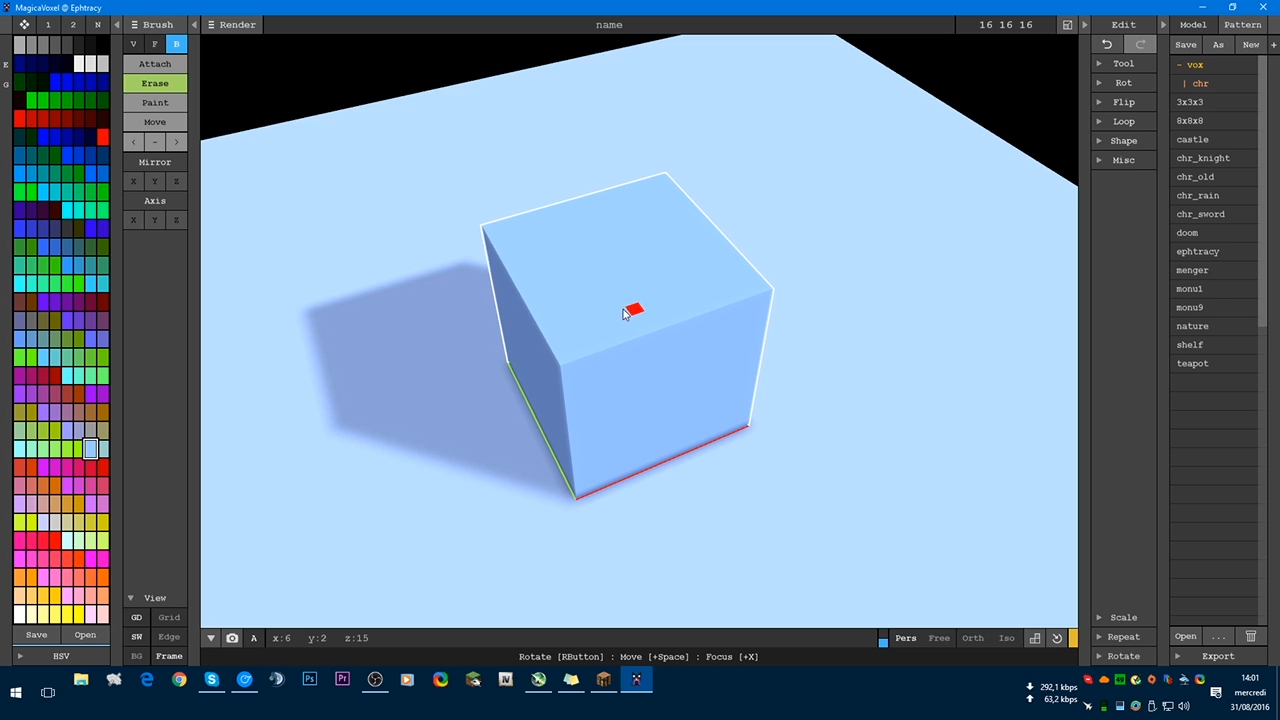 MagicaVoxel @ Ephtracy
1 2 N Brush Render name 16 16 16 Edit Model Pattern
V F B Save As New +
E Attach Tool - vox
G Erase Rot | chr
Paint Flip 3x3x3
Move Loop 8x8x8
< - > Shape castle
Mirror Misc chr_knight
X Y Z chr_old
Axis chr_rain
X Y Z chr_sword
doom
ephtracy
menger
monu1
monu9
nature
shelf
teapot
View
GD Grid Scale
Save Open SW Edge A x:6 y:2 z:15 Pers Free Orth Iso Repeat Open ...
HSV BG Frame Rotate [RButton] : Move [+Space] : Focus [+X] Rotate Export
292,1 kbps
63,2 kbps
14:01
mercredi
31/08/2016